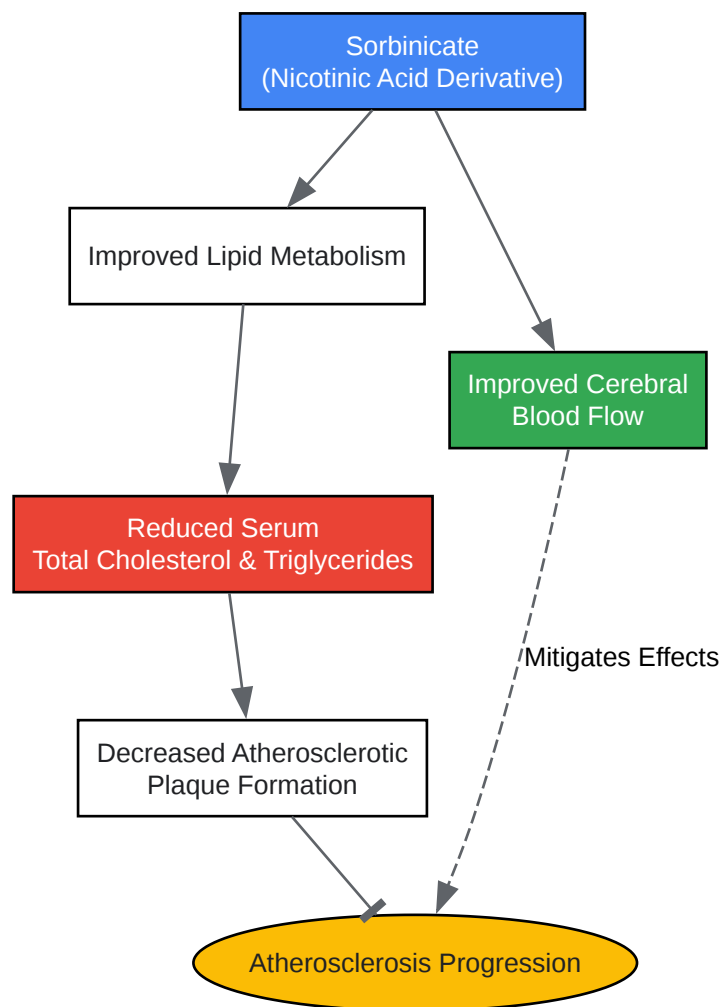 Sorbinicate
(Nicotinic Acid Derivative)
Improved Lipid Metabolism
Improved Cerebral
Blood Flow
Reduced Serum
Total Cholesterol & Triglycerides
Mitigates Effects
Decreased Atherosclerotic
Plaque Formation
Atherosclerosis Progression